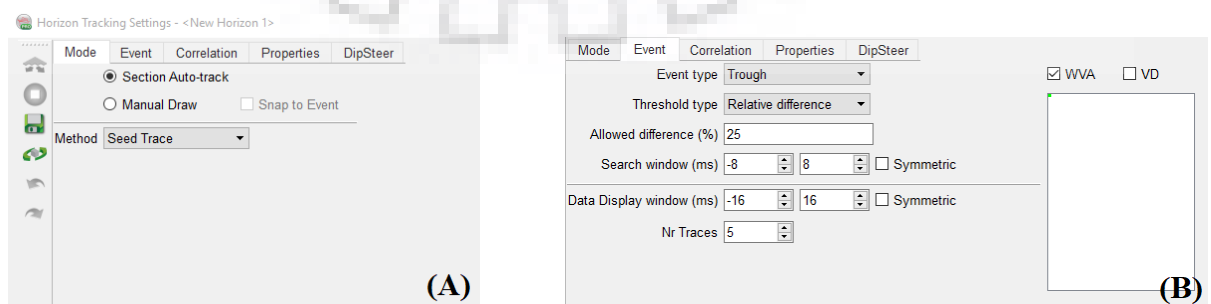 Horizon Tracking Settings - <New Horizon 1>
Mode Event Correlation Properties DipSteer
Section Auto-track
Manual Draw Snap to Event
Method Seed Trace
(A)
Mode Event Correlation Properties DipSteer
Event type Trough
WVA VD
Threshold type Relative difference
Allowed difference (%) 25
Search window (ms) -8 8 Symmetric
Data Display window (ms) -16 16 Symmetric
Nr Traces 5
(B)